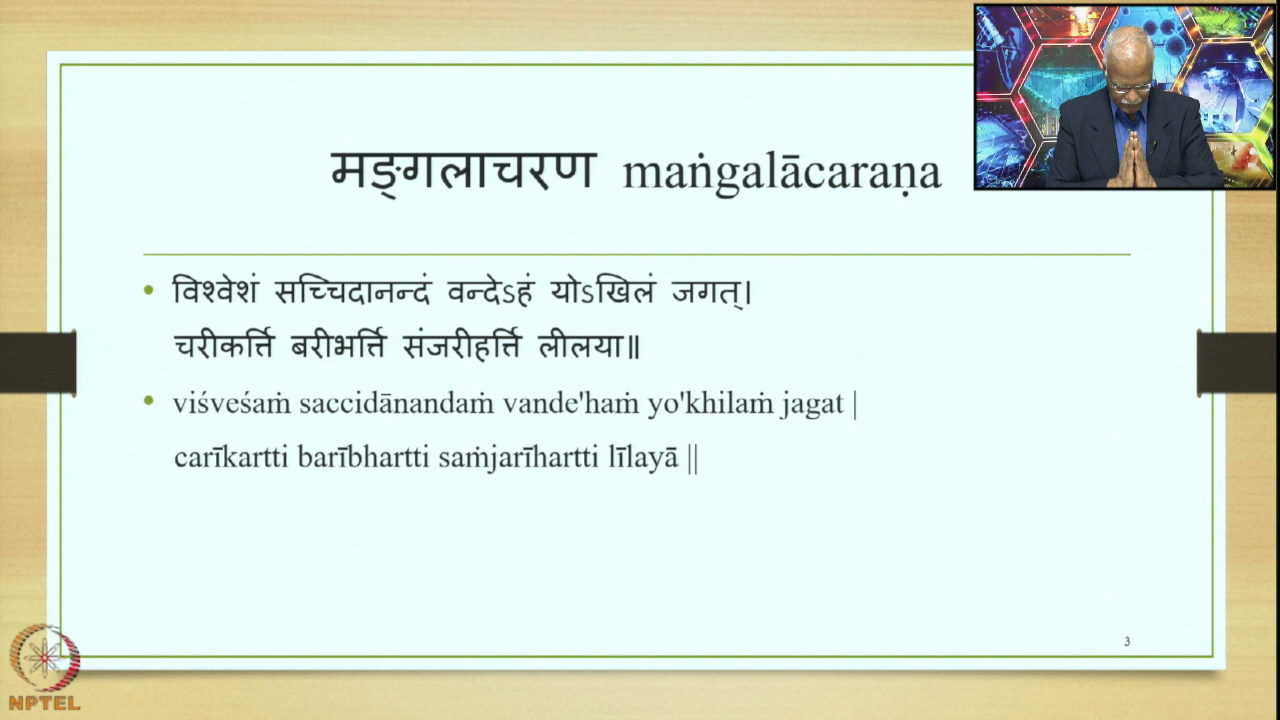 मङ्गलाचरण maṅgalācaraṇa
विश्वेशं सच्चिदानन्दं वन्देऽहं योऽखिलं जगत्।
चरीकर्त्ति बरीभर्त्ति संजरीहर्त्ति लीलया॥
viśveśaṁ saccidānandaṁ vande'haṁ yo'khilaṁ jagat |
carīkartti barībhartti saṁjarīhartti līlayā ||
3
NPTEL